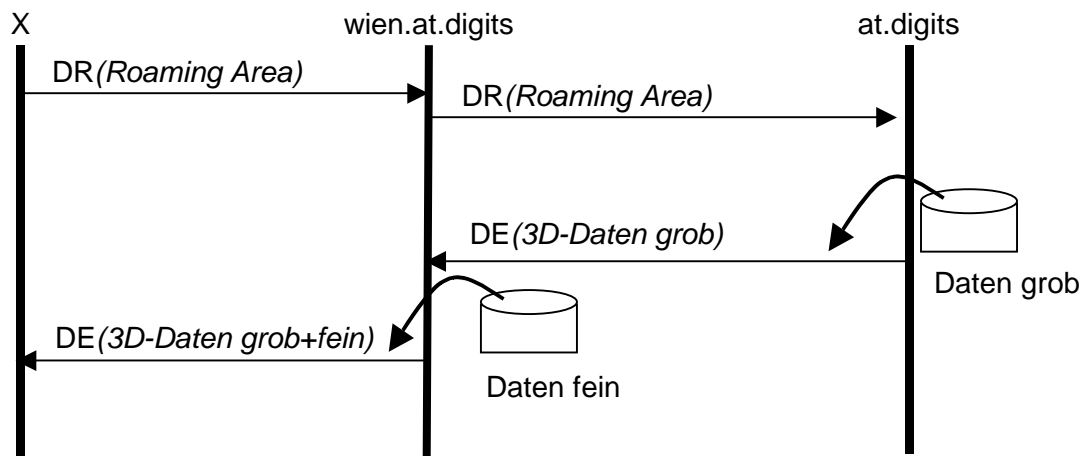 X
wien.at.digits
at.digits
DR(Roaming Area)
DR(Roaming Area)
DE(3D-Daten grob)
Daten grob
DE(3D-Daten grob+fein)
Daten fein